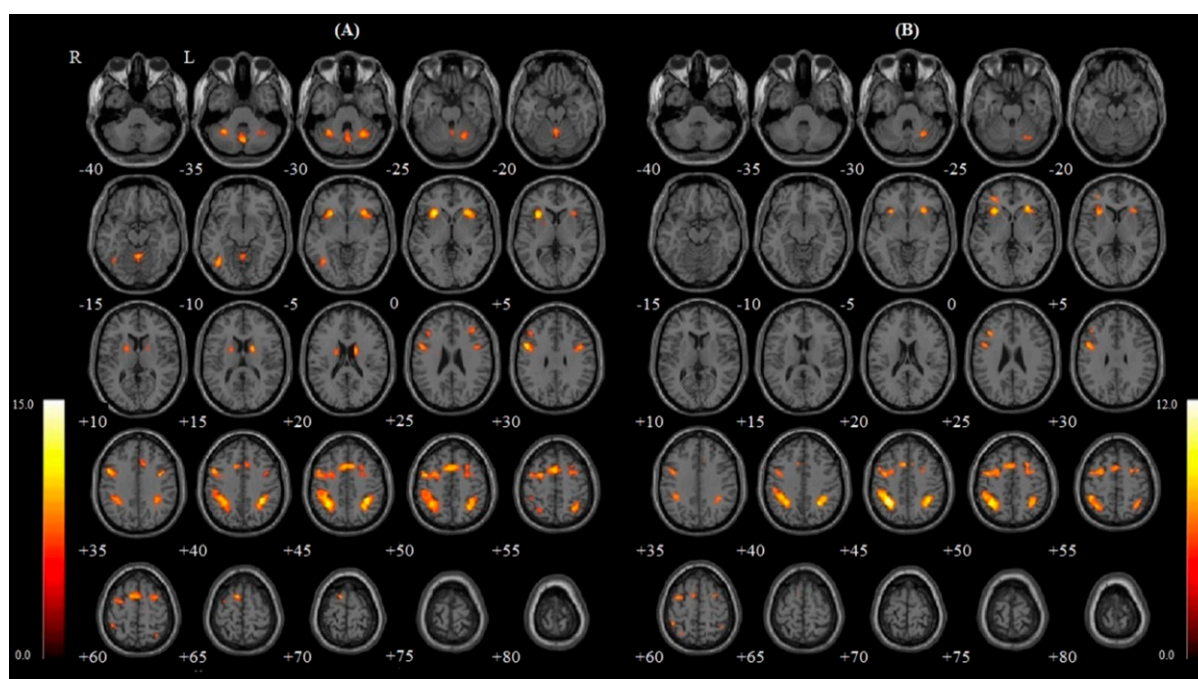 (A) (B)
R L
-40 -35 -30 -25 -20 -40 -35 -30 -25 -20
-15 -10 -5 0 +5 -15 -10 -5 0 +5
15.0 12.0
+10 +15 +20 +25 +30 +10 +15 +20 +25 +30
+35 +40 +45 +50 +55 +35 +40 +45 +50 +55
0.0 +60 +65 +70 +75 +80 +60 +65 +70 +75 +80 0.0